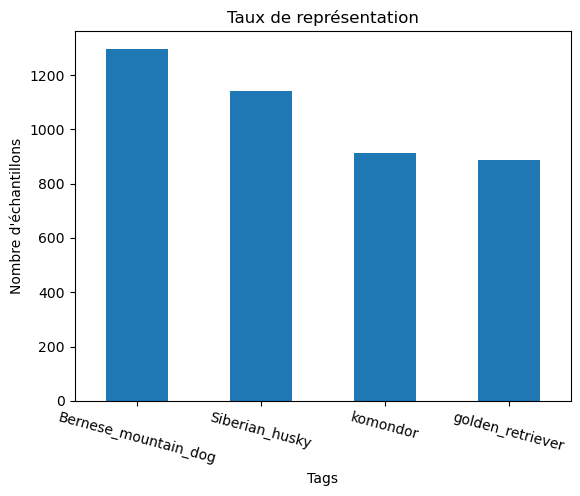 Taux de représentation
Nombre d'échantillons
1200
1000
800
600
400
200
0
Bernese_mountain_dog
Siberian_husky
komondor
golden_retriever
Tags